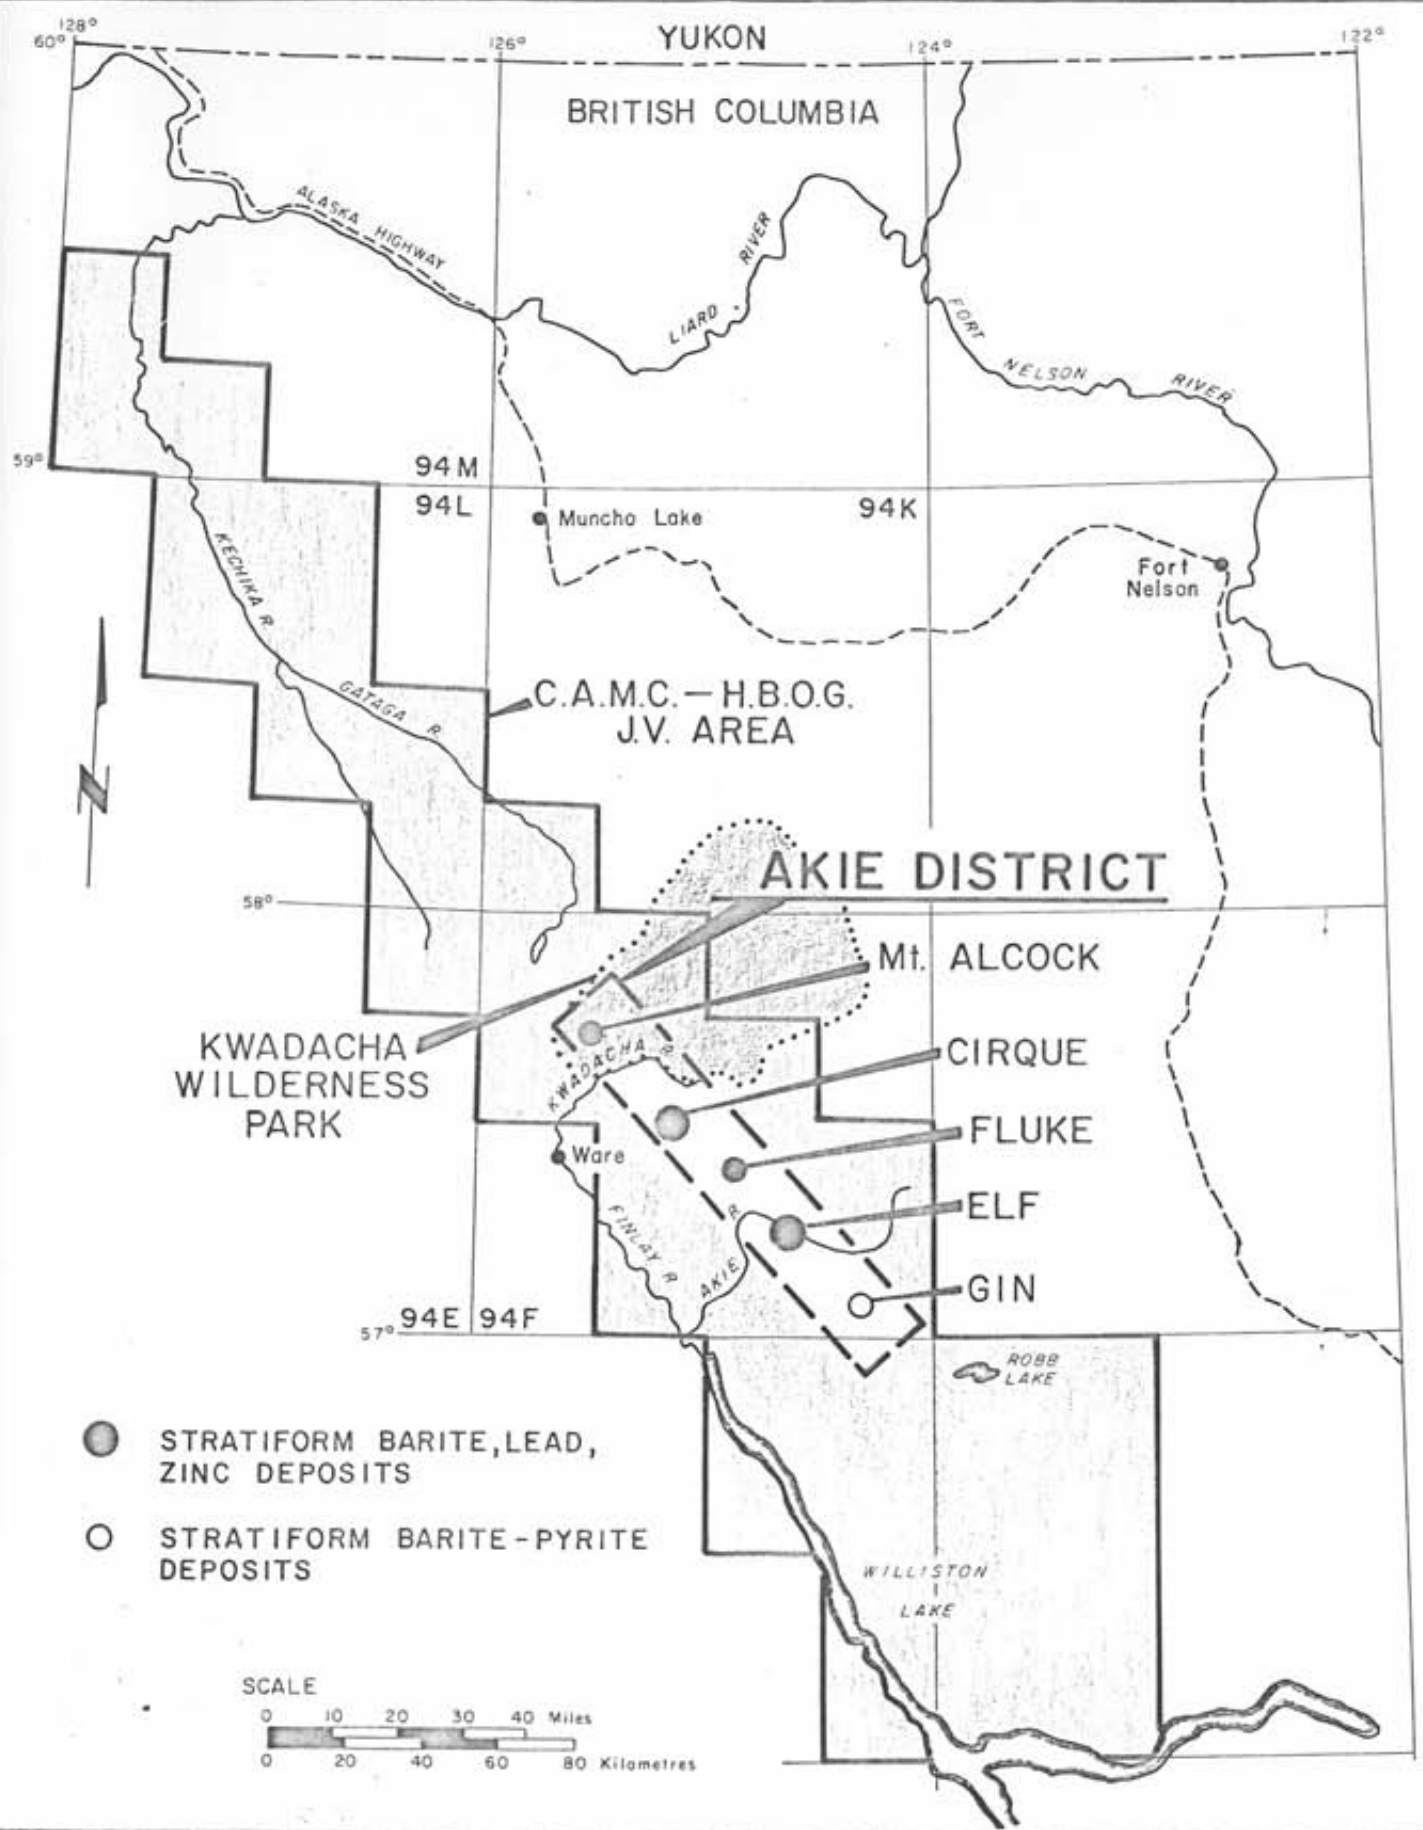 128°
60°
126°
YUKON
124°
122°
BRITISH COLUMBIA
ALASKA HIGHWAY
LIARD RIVER
FORT NELSON RIVER
59°
94M
94L
94K
Muncho Lake
Fort
Nelson
KECHIKA R.
GATAGA R.
C.A.M.C.—H.B.O.G.
J.V. AREA
N
AKIE DISTRICT
58°
Mt. ALCOCK
KWADACHA
WILDERNESS
PARK
KWADACHA R.
CIRQUE
FLUKE
Ware
ELF
FINLAY R.
AKIE R.
GIN
94E
94F
57°
ROBB
LAKE
STRATIFORM BARITE, LEAD,
ZINC DEPOSITS
STRATIFORM BARITE-PYRITE
DEPOSITS
WILLISTON
LAKE
SCALE
0 10 20 30 40 Miles
0 20 40 60 80 Kilometres